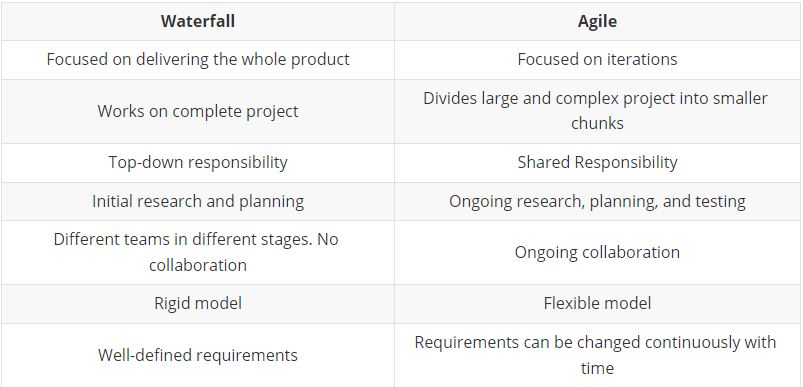 Waterfall
Agile
Focused on delivering the whole product
Focused on iterations
Works on complete project
Divides large and complex project into smaller
chunks
Top-down responsibility
Shared Responsibility
Initial research and planning
Ongoing research, planning, and testing
Different teams in different stages. No
collaboration
Ongoing collaboration
Rigid model
Flexible model
Well-defined requirements
Requirements can be changed continuously with
time